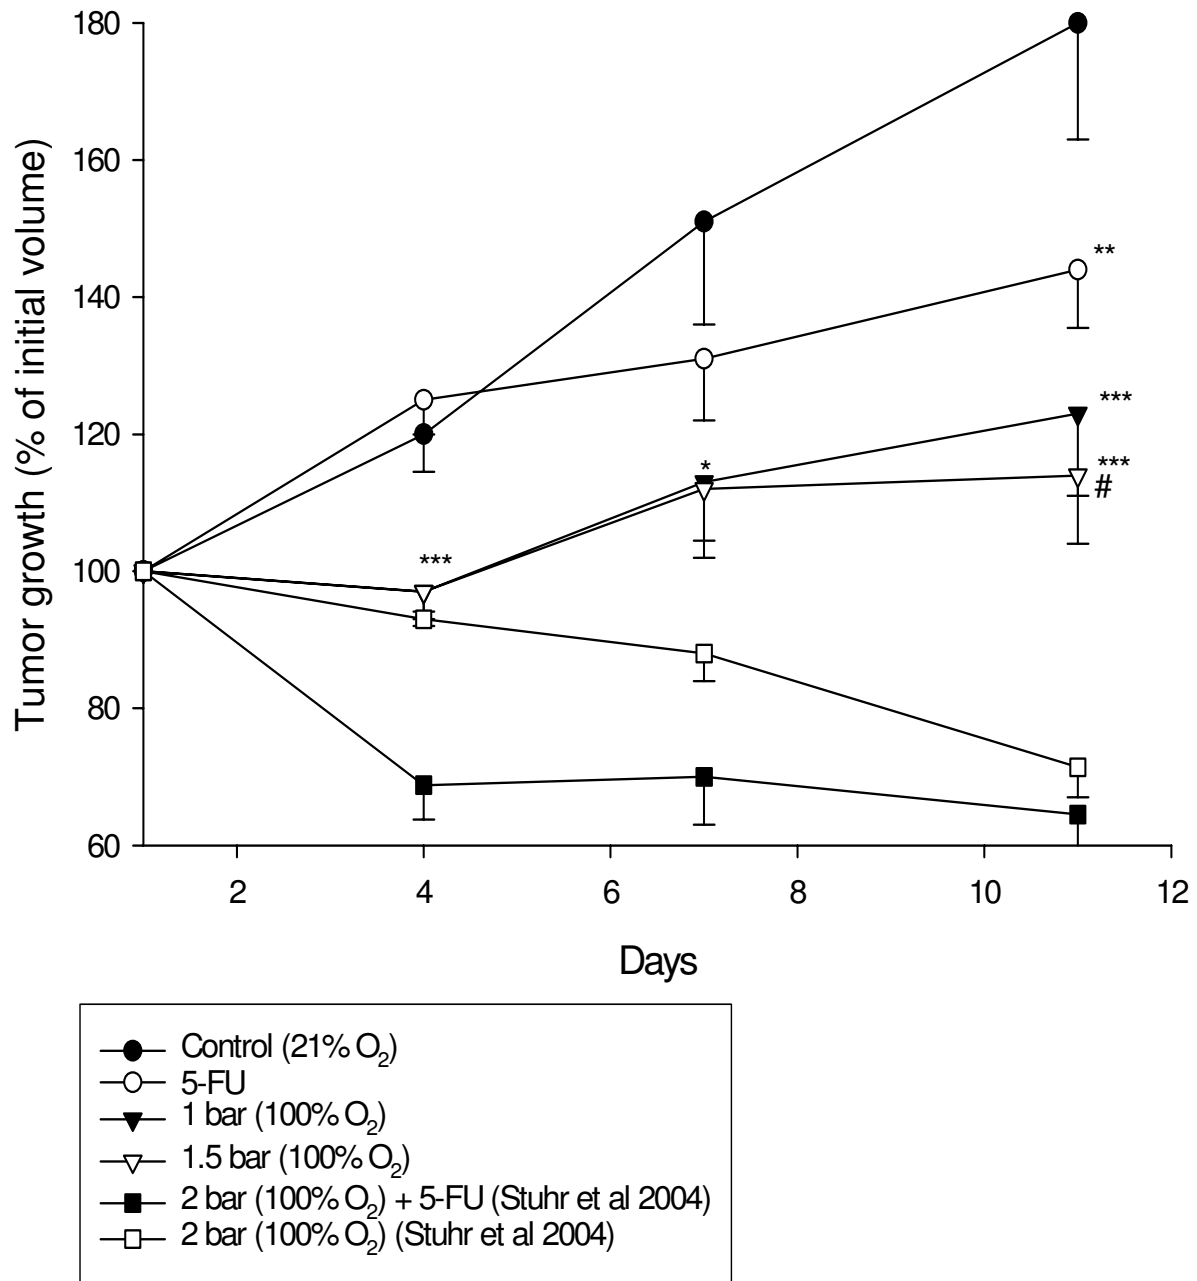 Tumor growth (% of initial volume)
180
160
140
120
100
80
60
**
***
***
#
*
***
2
4
6
8
10
12
Days
Control (21% O₂)
5-FU
1 bar (100% O₂)
1.5 bar (100% O₂)
2 bar (100% O₂) + 5-FU (Stuhr et al 2004)
2 bar (100% O₂) (Stuhr et al 2004)